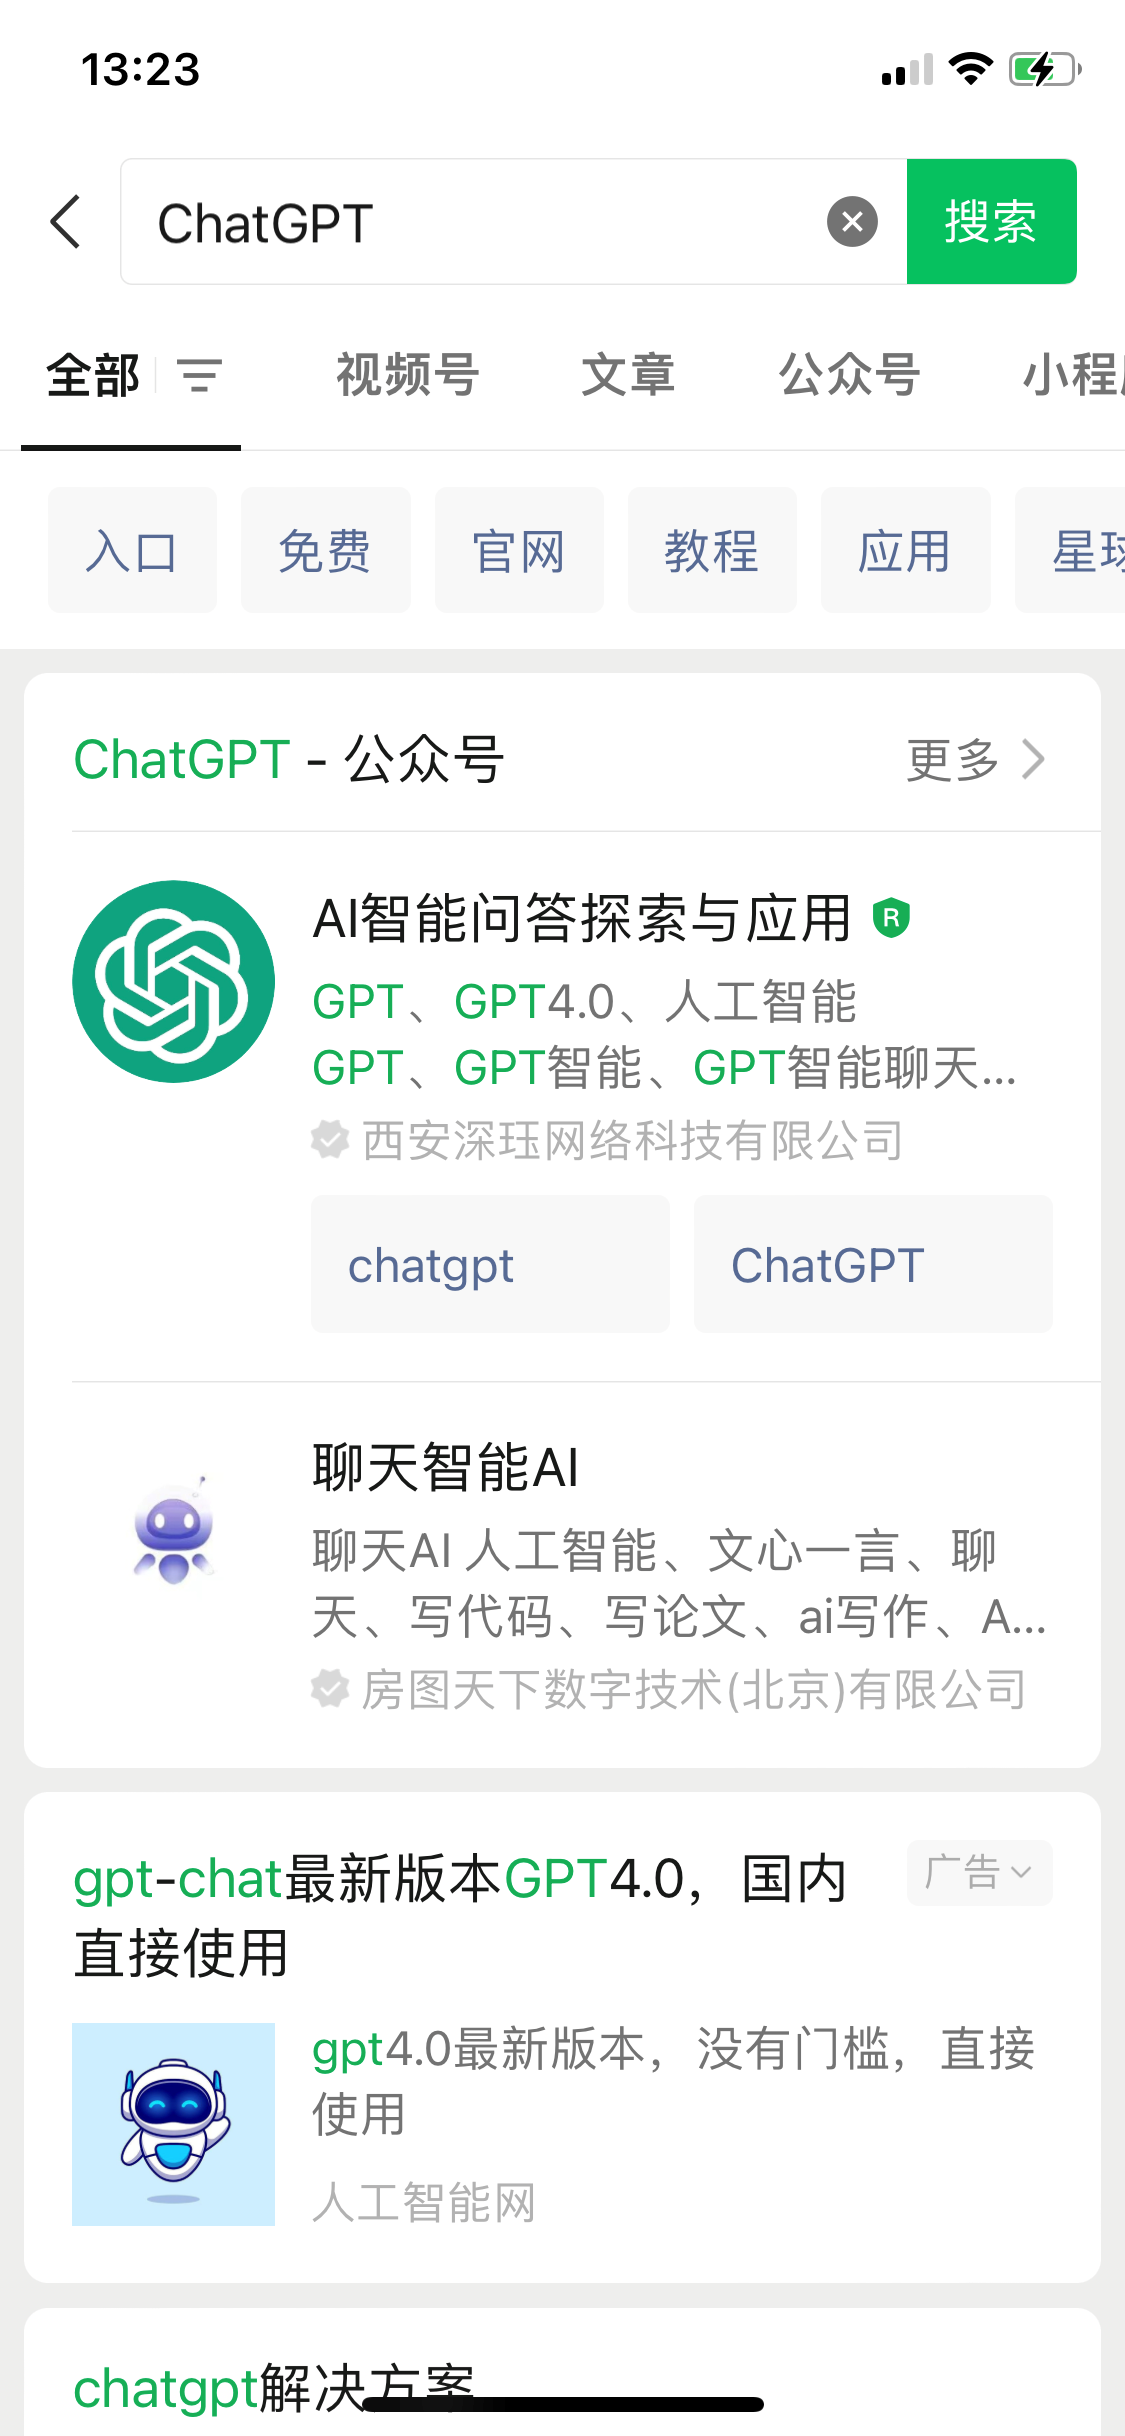 13:23
ChatGPT
搜索
全部
视频号
文章
公众号
小程
入口
免费
官网
教程
应用
星球
ChatGPT - 公众号
更多
AI智能问答探索与应用
R
GPT、GPT4.0、人工智能
GPT、GPT智能、GPT智能聊天...
西安深珏网络科技有限公司
chatgpt
ChatGPT
聊天智能AI
聊天AI 人工智能、文心一言、聊
天、写代码、写论文、ai写作、A...
房图天下数字技术(北京)有限公司
gpt-chat最新版本GPT4.0，国内
直接使用
广告
gpt4.0最新版本，没有门槛，直接
使用
人工智能网
chatgpt解决方案